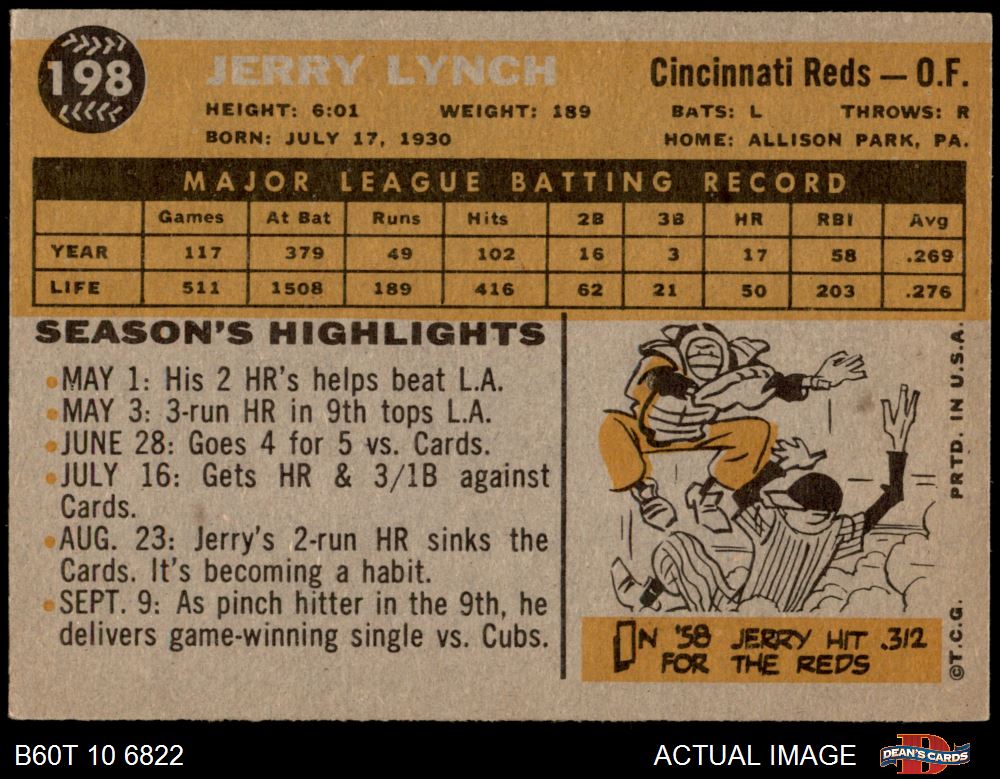 198
JERRY LYNCH
Cincinnati Reds — O.F.
HEIGHT: 6:01 WEIGHT: 189 BATS: L THROWS: R
BORN: JULY 17, 1930 HOME: ALLISON PARK, PA.
MAJOR LEAGUE BATTING RECORD
Games At Bat Runs Hits 2B 3B HR RBI Avg
YEAR 117 379 49 102 16 3 17 58 .269
LIFE 511 1508 189 416 62 21 50 203 .276
SEASON'S HIGHLIGHTS
•MAY 1: His 2 HR's helps beat L.A.
•MAY 3: 3-run HR in 9th tops L.A.
•JUNE 28: Goes 4 for 5 vs. Cards.
•JULY 16: Gets HR & 3/1B against
Cards.
•AUG. 23: Jerry's 2-run HR sinks the
Cards. It's becoming a habit.
•SEPT. 9: As pinch hitter in the 9th, he
delivers game-winning single vs. Cubs.
IN '58 JERRY HIT .312
FOR THE REDS
©T.C.G. PRTD. IN U.S.A.
B60T 10 6822
ACTUAL IMAGE
D
DEAN'S CARDS